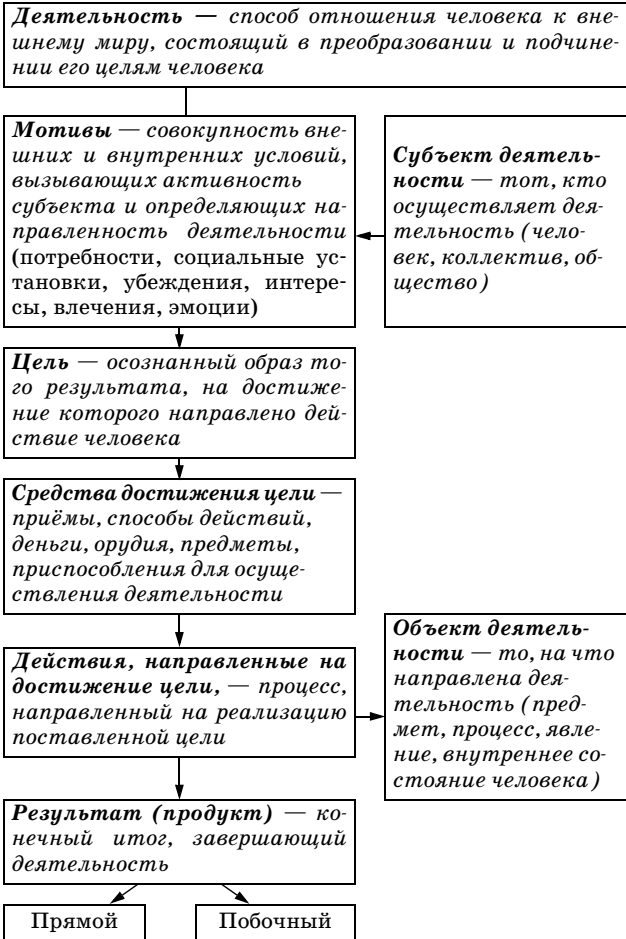 Деятельность — способ отношения человека к вне-
шнему миру, состоящий в преобразовании и подчине-
нии его целям человека
Мотивы — совокупность вне-
шних и внутренних условий,
вызывающих активность
субъекта и определяющих на-
правленность деятельности
(потребности, социальные ус-
тановки, убеждения, интере-
сы, влечения, эмоции)
Субъект деятель-
ности — тот, кто
осуществляет дея-
тельность (чело-
век, коллектив, об-
щество)
Цель — осознанный образ то-
го результата, на достиже-
ние которого направлено дей-
ствие человека
Средства достижения цели —
приёмы, способы действий,
деньги, орудия, предметы,
приспособления для осуще-
ствления деятельности
Действия, направленные на
достижение цели, — процесс,
направленный на реализацию
поставленной цели
Объект деятель-
ности — то, на что
направлена дея-
тельность (пред-
мет, процесс, явле-
ние, внутреннее со-
стояние человека)
Результат (продукт) — ко-
нечный итог, завершающий
деятельность
Прямой
Побочный